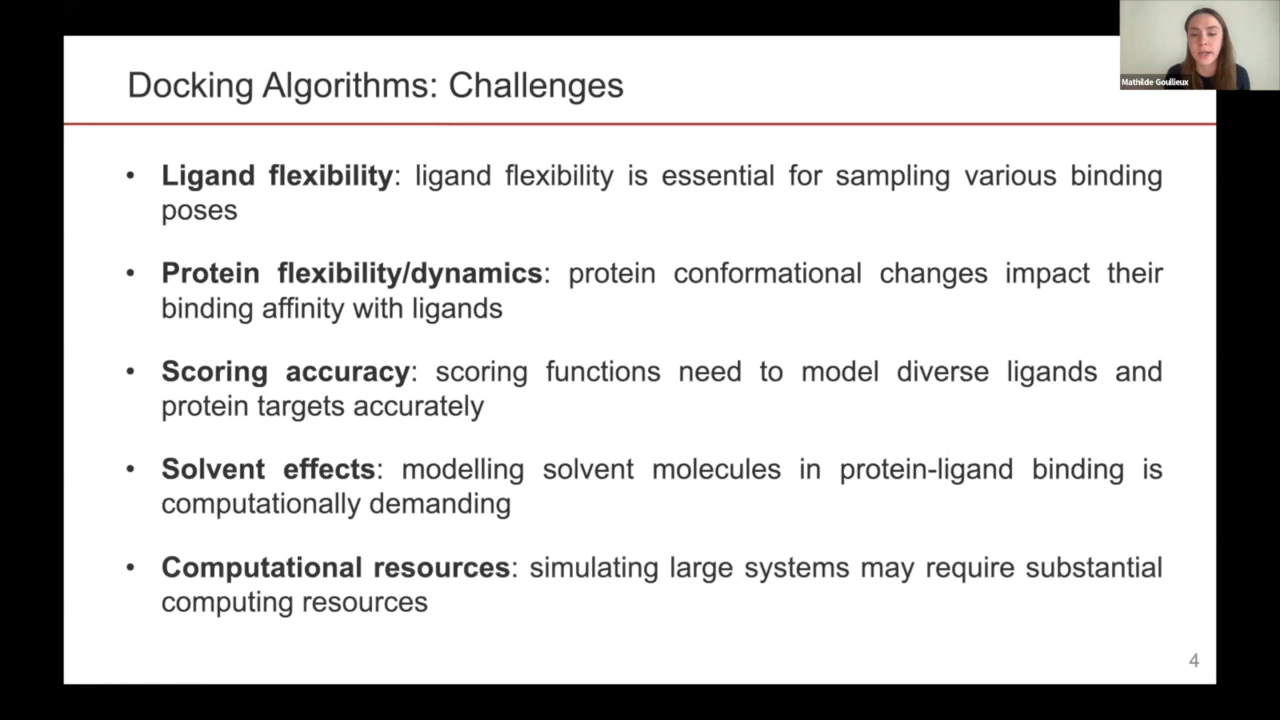 Docking Algorithms: Challenges
Mathilde Goullieux
• Ligand flexibility: ligand flexibility is essential for sampling various binding
poses
• Protein flexibility/dynamics: protein conformational changes impact their
binding affinity with ligands
• Scoring accuracy: scoring functions need to model diverse ligands and
protein targets accurately
• Solvent effects: modelling solvent molecules in protein-ligand binding is
computationally demanding
• Computational resources: simulating large systems may require substantial
computing resources
4